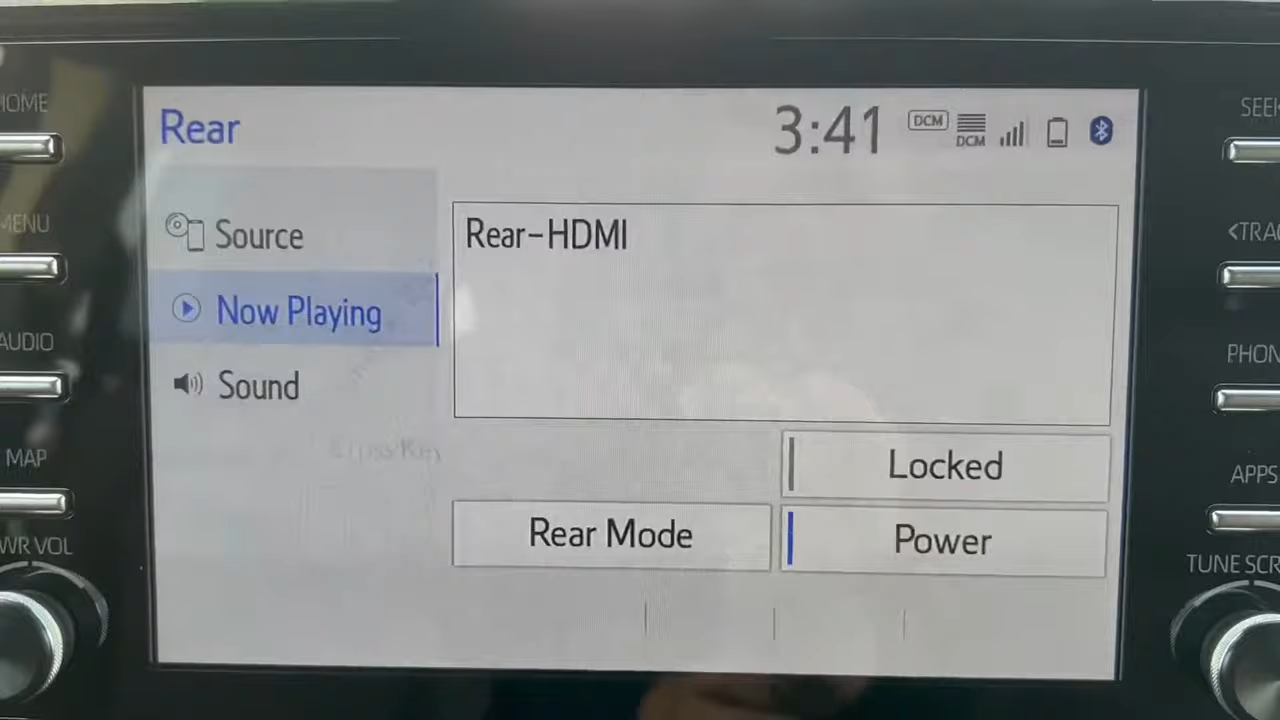 HOME
MENU
AUDIO
MAP
PWR VOL
Rear
3:41
DCM
DCM
Source
Now Playing
Sound
Rear-HDMI
Locked
Rear Mode
Power
SEEK
<TRAC
PHON
APPS
TUNE SCR